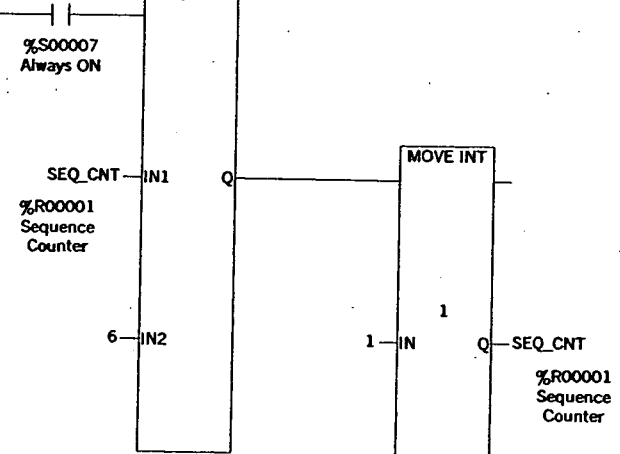 %S00007
Always ON
MOVE INT
SEQ_CNT
IN1
Q
%R00001
Sequence
Counter
1
6
IN2
1
IN
Q
SEQ_CNT
%R00001
Sequence
Counter